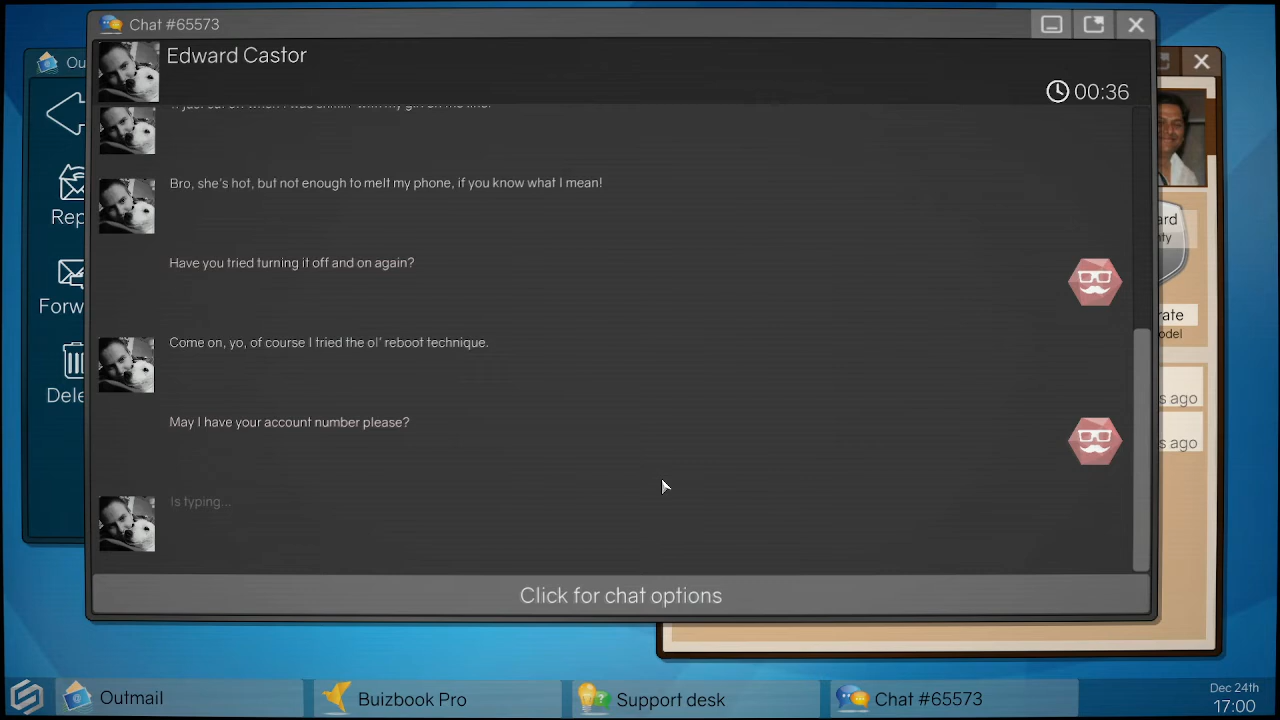 Chat #65573
Ou
Edward Castor
00:36
Bro, she's hot, but not enough to melt my phone, if you know what I mean!
Rep
ard
nty
Have you tried turning it off and on again?
Forw
rate
odel
Come on, yo, of course I tried the ol' reboot technique.
Dele
s ago
May I have your account number please?
s ago
Is typing...
Click for chat options
Outmail
Buizbook Pro
Support desk
Chat #65573
Dec 24th
17:00